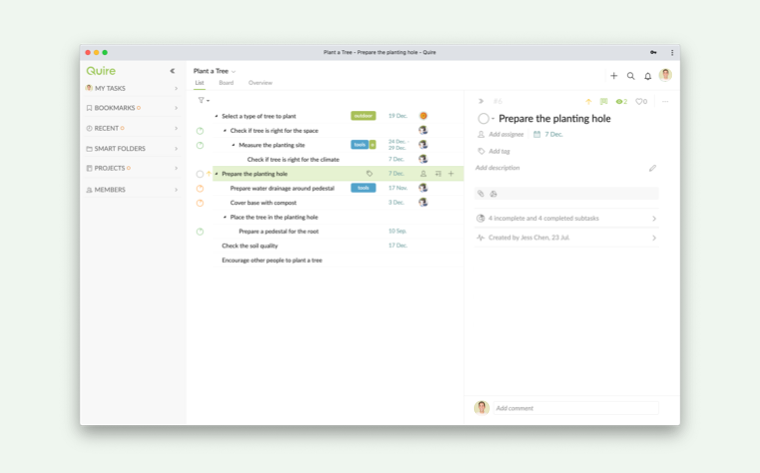 Plant a Tree - Prepare the planting hole - Quire
Quire
MY TASKS
BOOKMARKS
RECENT
SMART FOLDERS
PROJECTS
MEMBERS
Plant a Tree
List Board Overview
Select a type of tree to plant outdoor 19 Dec.
Check if tree is right for the space
Measure the planting site tools 24 Dec. -
29 Dec.
Check if tree is right for the climate 7 Dec.
Prepare the planting hole 7 Dec.
Prepare water drainage around pedestal tools 17 Nov.
Cover base with compost 3 Dec.
Place the tree in the planting hole
Prepare a pedestal for the root 10 Sep.
Check the soil quality 17 Dec.
Encourage other people to plant a tree
2 0
Prepare the planting hole
Add assignee 7 Dec.
Add tag
Add description
4 incomplete and 4 completed subtasks
Created by Jess Chen, 23 Jul
Add comment